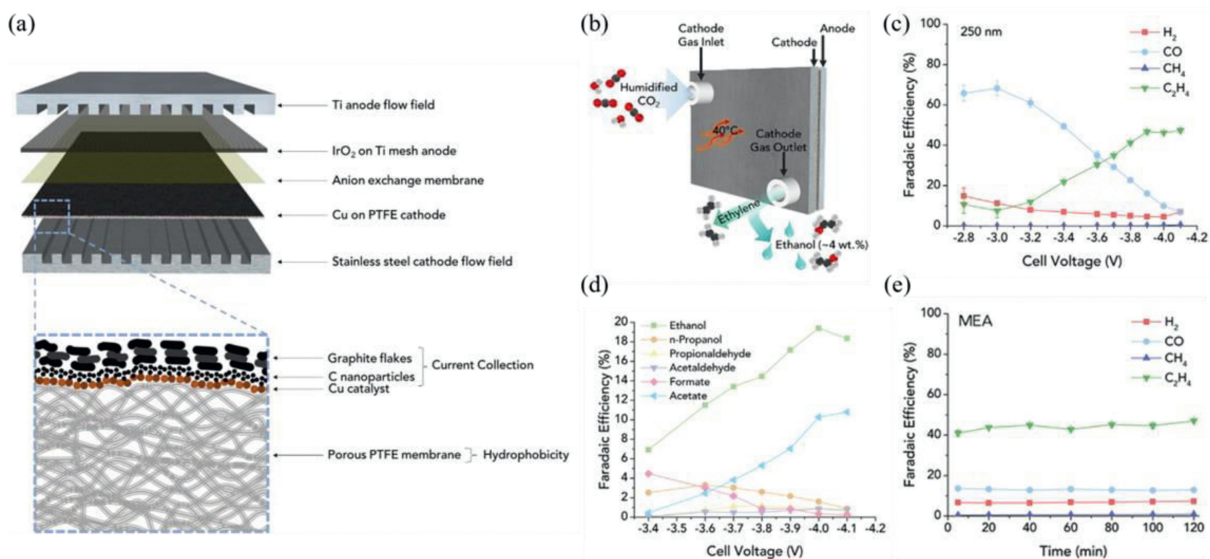 (a)
Ti anode flow field
IrO₂ on Ti mesh anode
Anion exchange membrane
Cu on PTFE cathode
Stainless steel cathode flow field
Graphite flakes
C nanoparticles
Current Collection
Cu catalyst
Porous PTFE membrane
Hydrophobicity
(b)
Cathode
Gas Inlet
Cathode
Anode
Humidified
CO₂
40°C
Cathode
Gas Outlet
Ethylene
Ethanol (~4 wt.%)
(c)
250 nm
H₂
CO
CH₄
C₂H₄
Faradaic Efficiency (%)
100
80
60
40
20
0
-2.8 -3.0 -3.2 -3.4 -3.6 -3.8 -4.0 -4.2
Cell Voltage (V)
(d)
Ethanol
n-Propanol
Propionaldehyde
Acetaldehyde
Formate
Acetate
Faradaic Efficiency (%)
20
18
16
14
12
10
8
6
4
2
0
-3.4 -3.5 -3.6 -3.7 -3.8 -3.9 -4.0 -4.1 -4.2
Cell Voltage (V)
(e)
MEA
H₂
CO
CH₄
C₂H₄
Faradaic Efficiency (%)
100
80
60
40
20
0
0 20 40 60 80 100 120
Time (min)